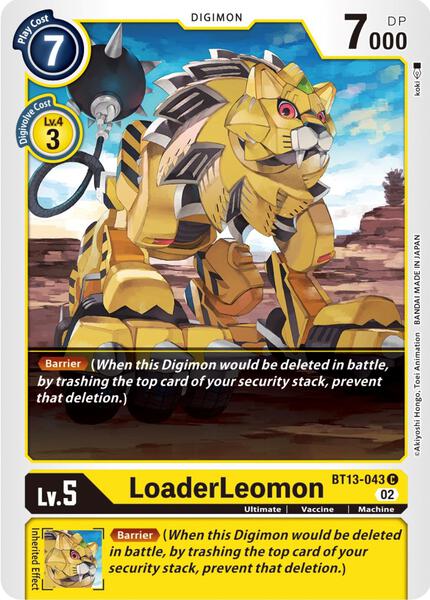 Play Cost
7
DIGIMON
7000 DP
Digivolve Cost
Lv.4
3
koki
©Akiyoshi Hongo, Toei Animation BANDAI MADE IN JAPAN
Barrier (When this Digimon would be deleted in battle,
by trashing the top card of your security stack, prevent
that deletion.)
Lv.5
LoaderLeomon
BT13-043 C
02
Ultimate | Vaccine | Machine
Inherited Effect
Barrier (When this Digimon would be deleted
in battle, by trashing the top card of your
security stack, prevent that deletion.)